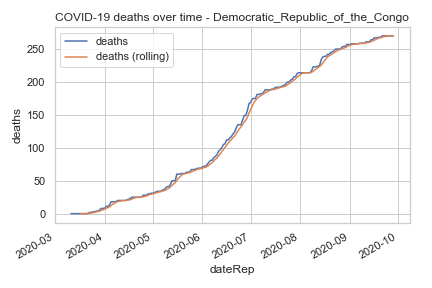 COVID-19 deaths over time - Democratic_Republic_of_the_Congo
deaths
deaths (rolling)
deaths
250
200
150
100
50
0
2020-03
2020-04
2020-05
2020-06
2020-07
2020-08
2020-09
2020-10
dateRep